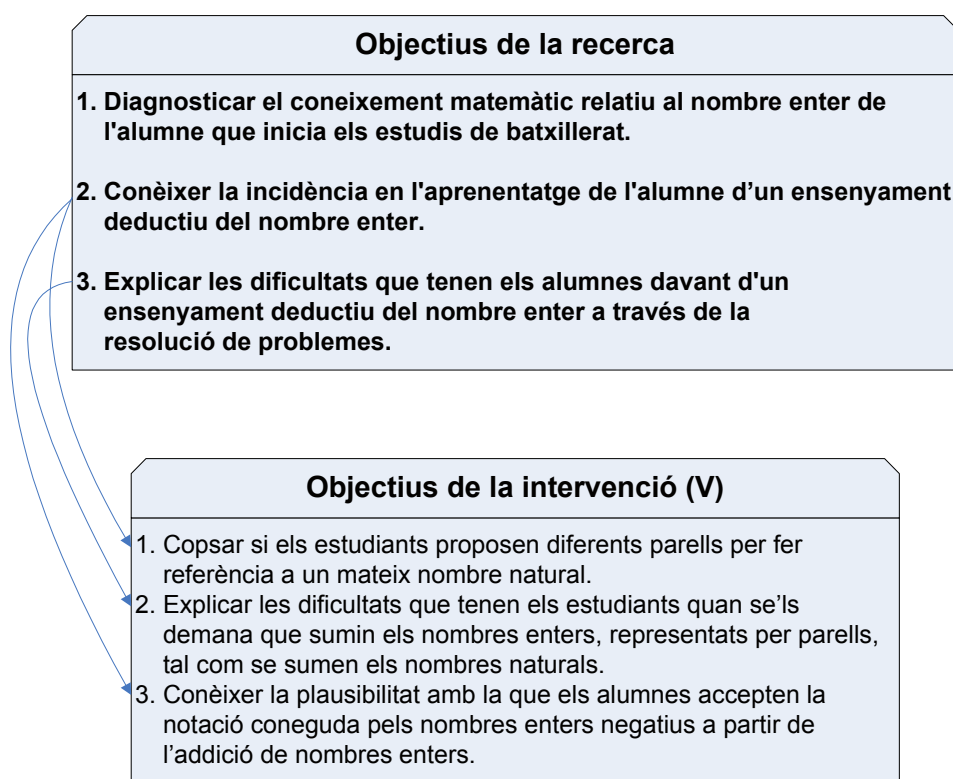 Objectius de la recerca
1. Diagnosticar el coneixement matemàtic relatiu al nombre enter de
l'alumne que inicia els estudis de batxillerat.
2. Conèixer la incidència en l'aprenentatge de l'alumne d’un ensenyament
deductiu del nombre enter.
3. Explicar les dificultats que tenen els alumnes davant d'un
ensenyament deductiu del nombre enter a través de la
resolució de problemes.
Objectius de la intervenció (V)
1. Copsar si els estudiants proposen diferents parells per fer
referència a un mateix nombre natural.
2. Explicar les dificultats que tenen els estudiants quan se’ls
demana que sumin els nombres enters, representats per parells,
tal com se sumen els nombres naturals.
3. Conèixer la plausibilitat amb la que els alumnes accepten la
notació coneguda pels nombres enters negatius a partir de
l’addició de nombres enters.